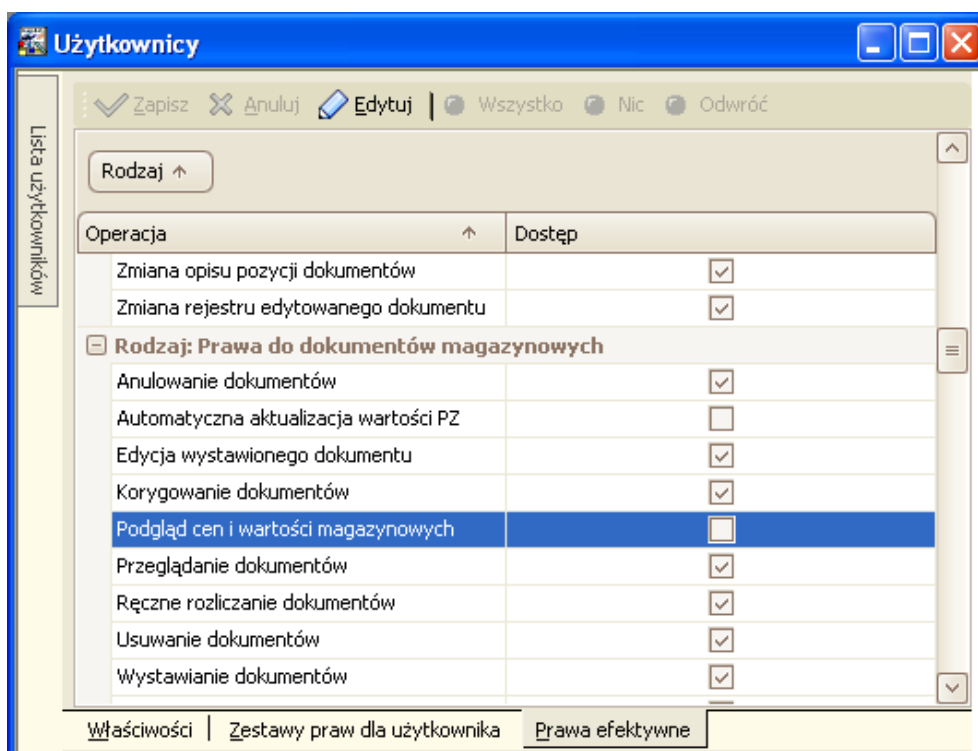 Użytkownicy
Lista użytkowników
Zapisz Anuluj Edytuj | Wszystko Nic Odwróć
Rodzaj
Operacja Dostęp
Zmiana opisu pozycji dokumentów
Zmiana rejestru edytowanego dokumentu
Rodzaj: Prawa do dokumentów magazynowych
Anulowanie dokumentów
Automatyczna aktualizacja wartości PZ
Edycja wystawionego dokumentu
Korygowanie dokumentów
Podgląd cen i wartości magazynowych
Przeglądanie dokumentów
Ręczne rozliczanie dokumentów
Usuwanie dokumentów
Wystawianie dokumentów
Właściwości | Zestawy praw dla użytkownika Prawa efektywne